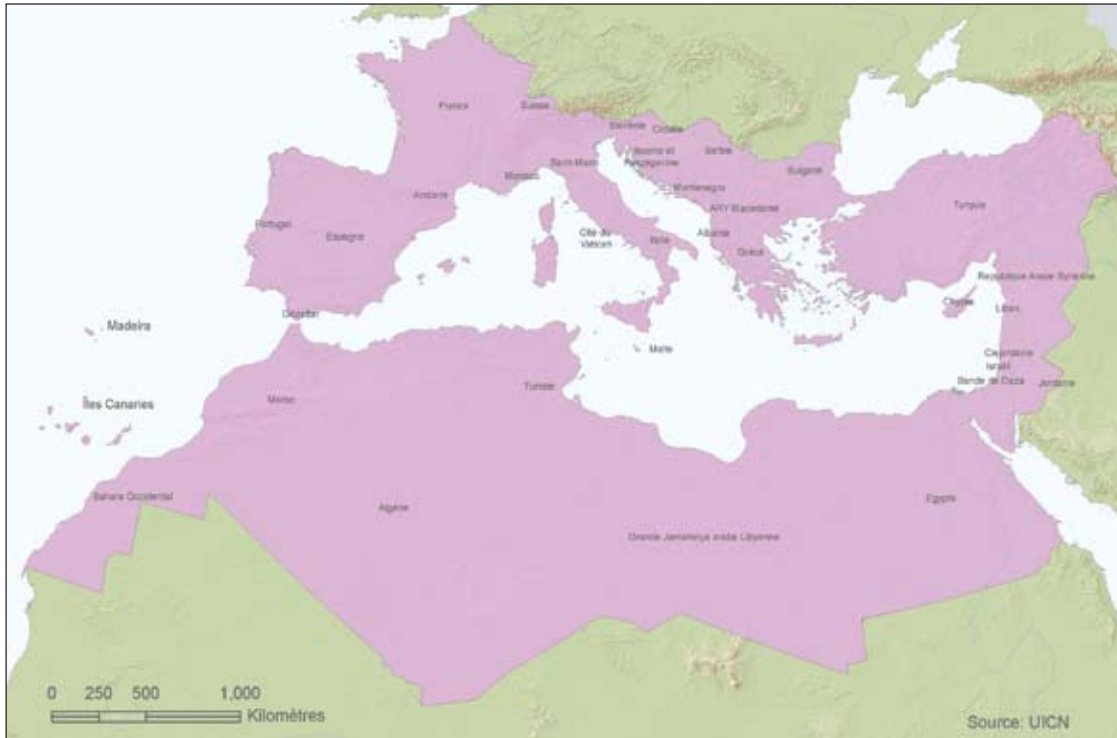 France
Suisse
Slovénie
Croatie
Bosnie et
Herzégovine
Serbie
Saint-Marin
Monaco
Bulgarie
Andorre
Montenegro
ARY Macédonie
Turquie
Portugal
Espagne
Cité du
Vatican
Italie
Albanie
Grèce
République Arabe Syrienne
Chypre
Liban
Gibraltar
Madeira
Malte
Cisjordanie
Israël
Bande de Gaza
Jordanie
Tunisie
Îles Canaries
Maroc
Sahara Occidental
Algérie
Egypte
Grande Jamahiriya arabe Libyenne
0 250 500 1,000
Kilomètres
Source: UICN